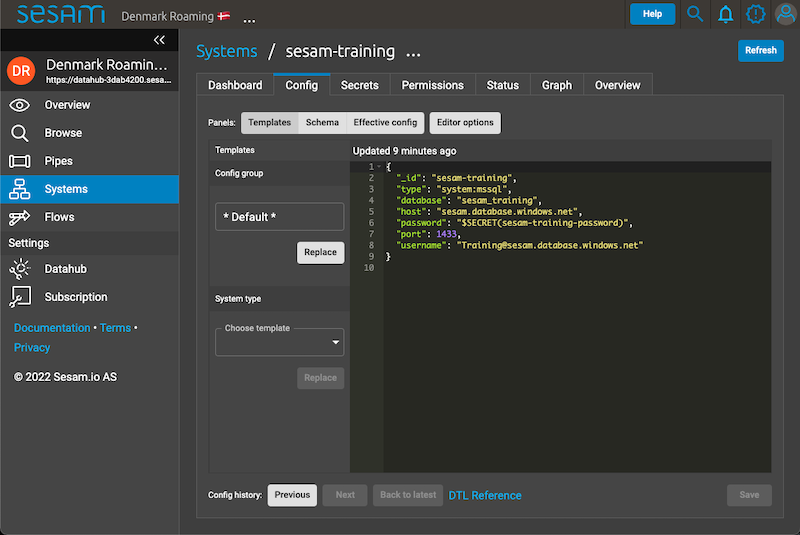 sesam
Denmark Roaming 🇩🇰 ...
Help
DR
Denmark Roamin...
https://datahub-3dab4200.sesa...
Overview
Browse
Pipes
Systems
Flows
Settings
Datahub
Subscription
Documentation • Terms •
Privacy
© 2022 Sesam.io AS
Systems / sesam-training ...
Refresh
Dashboard Config Secrets Permissions Status Graph Overview
Panels: Templates Schema Effective config Editor options
Templates
Config group
* Default *
Replace
System type
Choose template
Replace
Updated 9 minutes ago
1 {
2 "_id": "sesam-training",
3 "type": "system:mssql",
4 "database": "sesam_training",
5 "host": "sesam.database.windows.net",
6 "password": "$SECRET(sesam-training-password)",
7 "port": 1433,
8 "username": "Training@sesam.database.windows.net"
9 }
10
Config history: Previous Next Back to latest DTL Reference Save